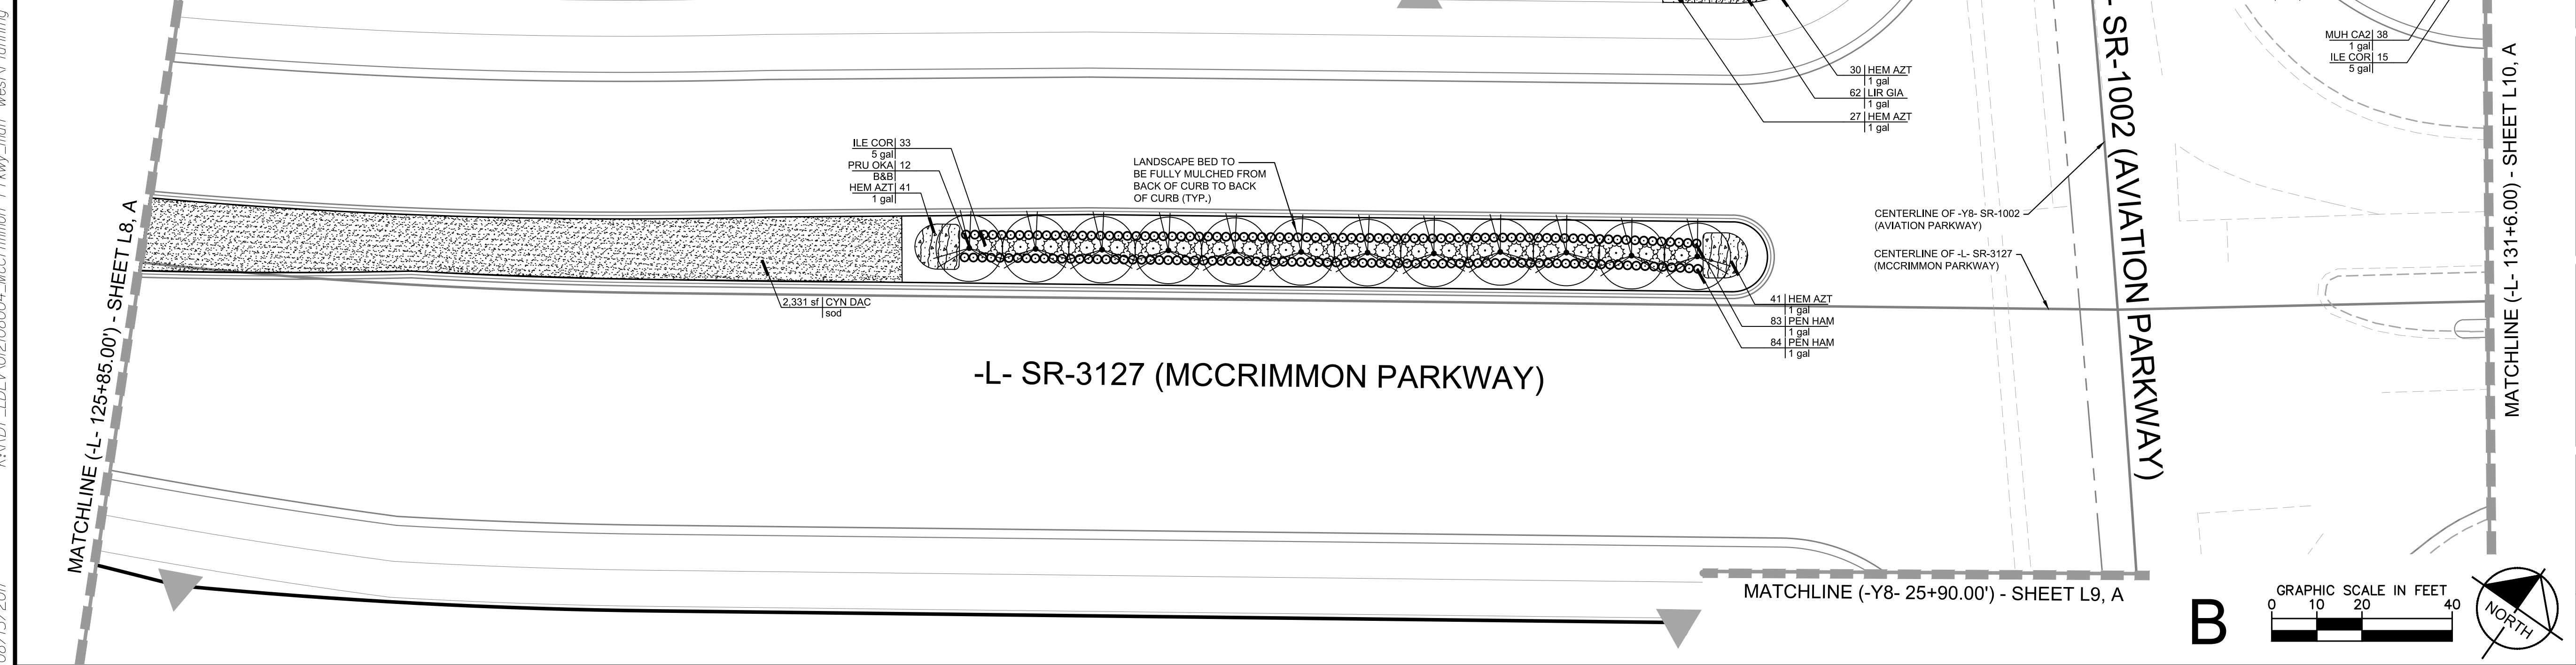 MATCHLINE (-L- 125+85.00') - SHEET L8, A
ILE COR 33
5 gal
PRU OKA 12
B&B
HEM AZT 41
1 gal
LANDSCAPE BED TO
BE FULLY MULCHED FROM
BACK OF CURB TO BACK
OF CURB (TYP.)
2,331 sf CYN DAC
sod
30 HEM AZT
1 gal
62 LIR GIA
1 gal
27 HEM AZT
1 gal
41 HEM AZT
1 gal
83 PEN HAM
1 gal
84 PEN HAM
1 gal
-L- SR-3127 (MCCRIMMON PARKWAY)
CENTERLINE OF -Y8- SR-1002
(AVIATION PARKWAY)
CENTERLINE OF -L- SR-3127
(MCCRIMMON PARKWAY)
- SR-1002 (AVIATION PARKWAY)
MUH CA2 38
1 gal
ILE COR 15
5 gal
MATCHLINE (-L- 131+6.00) - SHEET L10, A
MATCHLINE (-Y8- 25+90.00') - SHEET L9, A
B
GRAPHIC SCALE IN FEET
0 10 20 40
NORTH